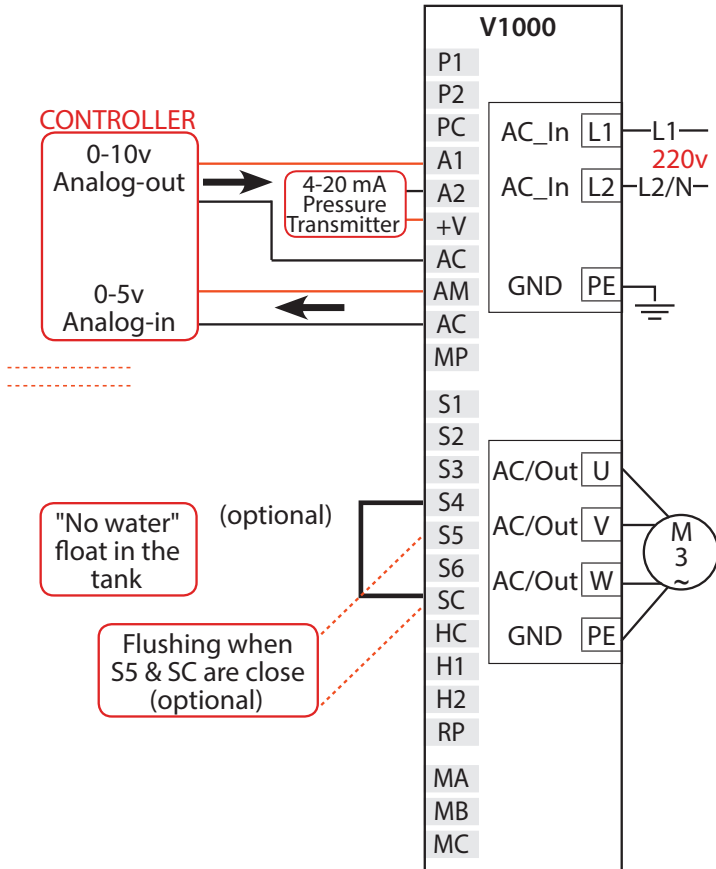 V1000
P1
P2
PC
A1
A2
+V
AC
AM
AC
MP
S1
S2
S3
S4
S5
S6
SC
HC
H1
H2
RP
MA
MB
MC
CONTROLLER
0-10v
Analog-out
0-5v
Analog-in
4-20 mA
Pressure
Transmitter
AC_In L1 L1
220v
AC_In L2 L2/N
GND PE
"No water"
float in the
tank
(optional)
Flushing when
S5 & SC are close
(optional)
AC/Out U
AC/Out V
AC/Out W
GND PE
M
3
~